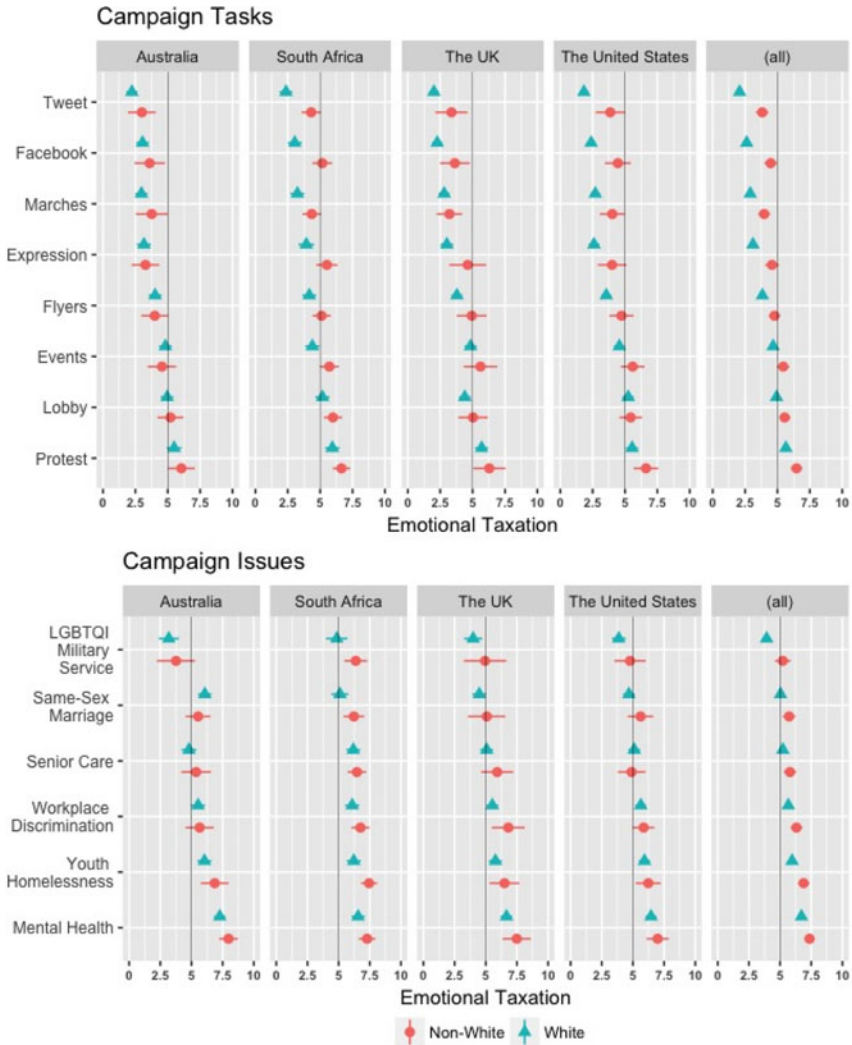 Campaign Tasks
Australia South Africa The UK The United States (all)
Tweet
Facebook
Marches
Expression
Flyers
Events
Lobby
Protest
0 2.5 5 7.5 10 0 2.5 5 7.5 10 0 2.5 5 7.5 10 0 2.5 5 7.5 10 0 2.5 5 7.5 10
Emotional Taxation
Campaign Issues
Australia South Africa The UK The United States (all)
LGBTQI
Military
Service
Same-Sex
Marriage
Senior Care
Workplace
Discrimination
Youth
Homelessness
Mental Health
0 2.5 5 7.5 10 0 2.5 5 7.5 10 0 2.5 5 7.5 10 0 2.5 5 7.5 10 0 2.5 5 7.5 10
Emotional Taxation
Non-White White